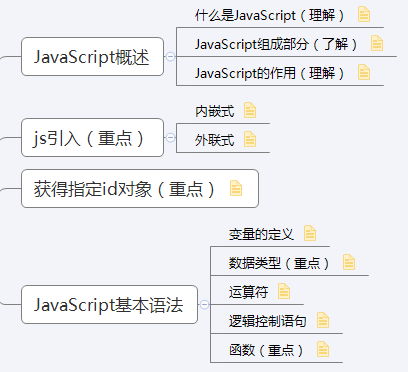 JavaScript概述
什么是JavaScript（理解）
JavaScript组成部分（了解）
JavaScript的作用（理解）
js引入（重点）
内嵌式
外联式
获得指定id对象（重点）
JavaScript基本语法
变量的定义
数据类型（重点）
运算符
逻辑控制语句
函数（重点）